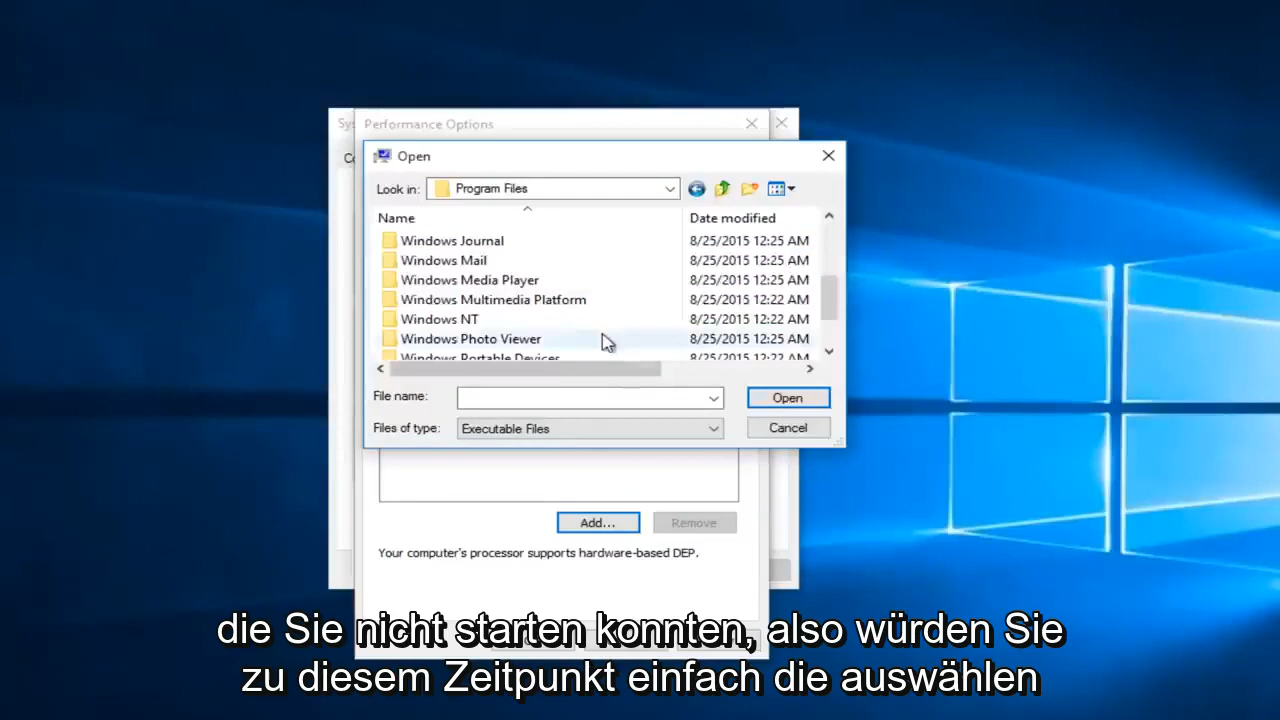 Performance Options
Open
Look in: Program Files
Name Date modified
Windows Journal 8/25/2015 12:25 AM
Windows Mail 8/25/2015 12:25 AM
Windows Media Player 8/25/2015 12:25 AM
Windows Multimedia Platform 8/25/2015 12:22 AM
Windows NT 8/25/2015 12:22 AM
Windows Photo Viewer 8/25/2015 12:25 AM
Windows Portable Devices 8/25/2015 12:22 AM
File name: Open
Files of type: Executable Files Cancel
Add... Remove
Your computer's processor supports hardware-based DEP.
die Sie nicht starten konnten, also würden Sie
zu diesem Zeitpunkt einfach die auswählen